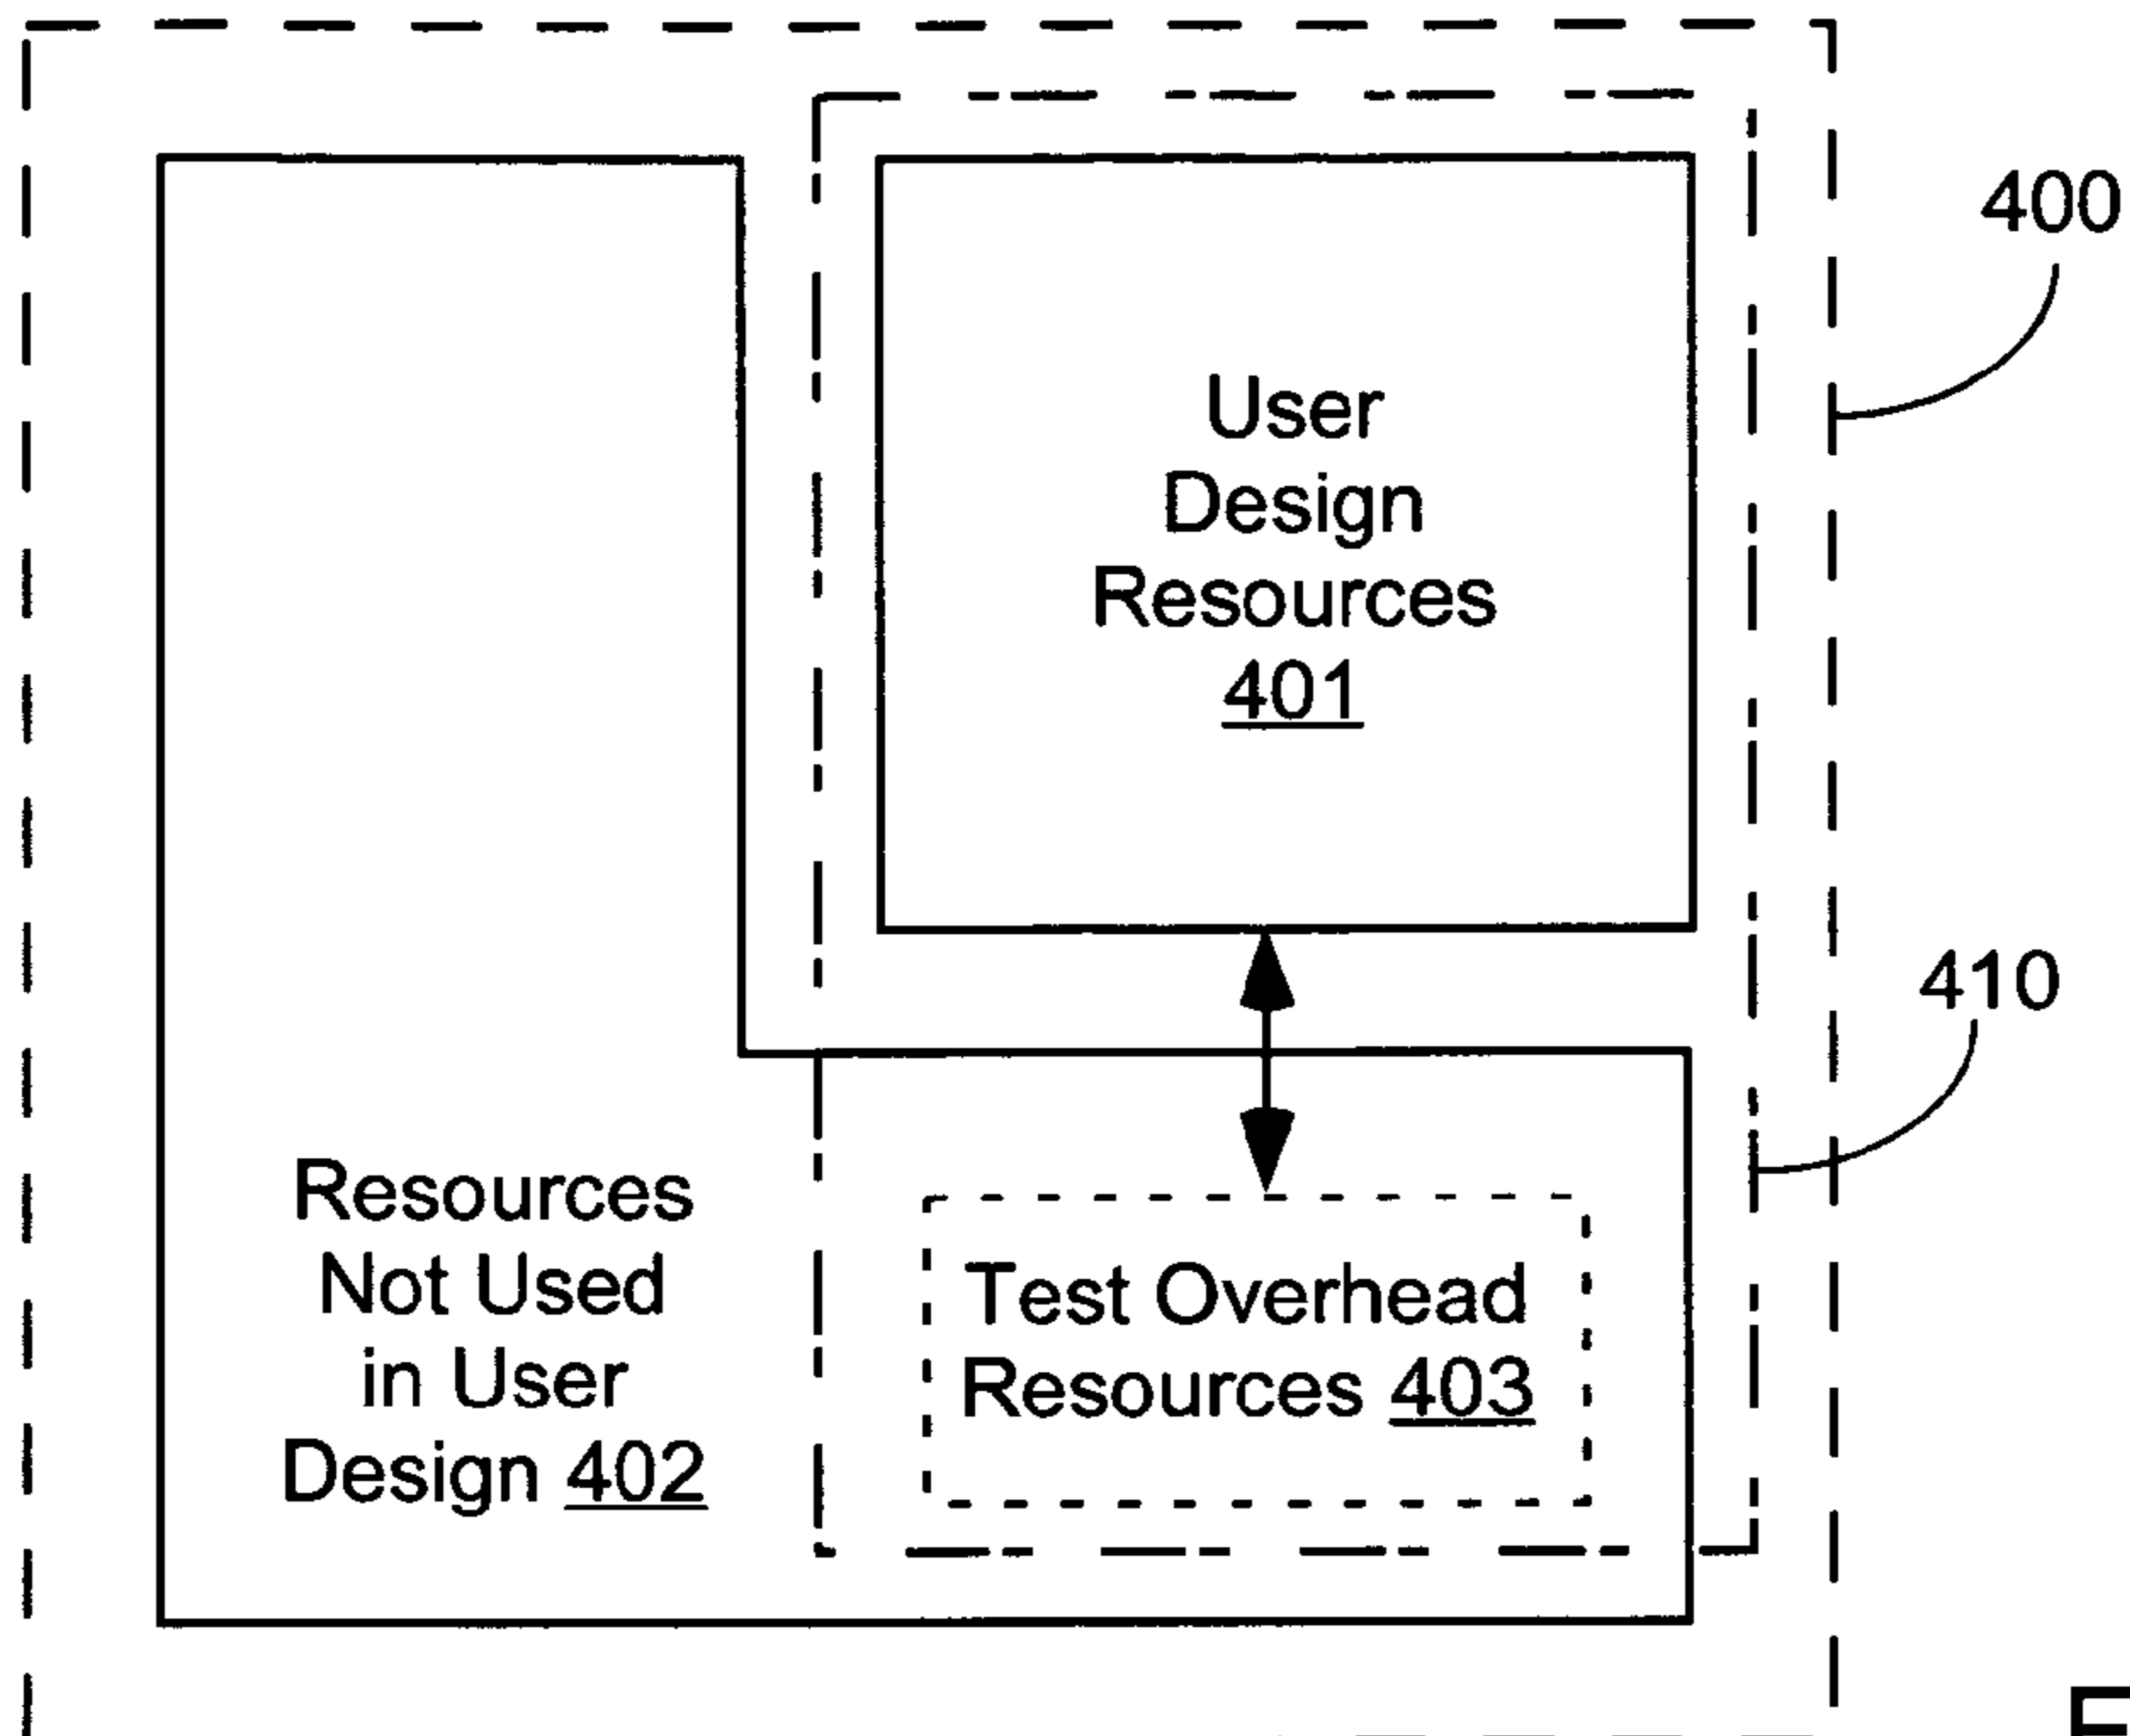 400
User
Design
Resources
401
410
Resources
Not Used
in User
Design 402
Test Overhead
Resources 403